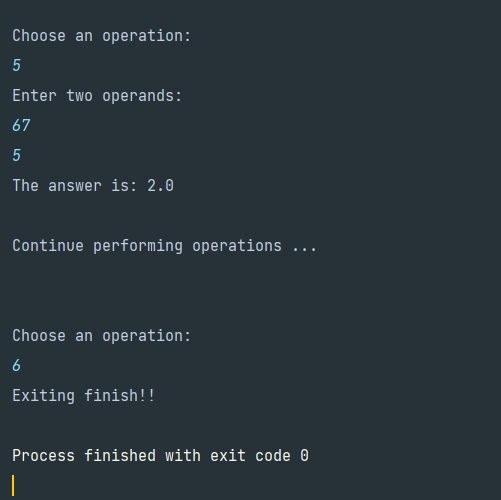 Choose an operation:
5
Enter two operands:
67
5
The answer is: 2.0
Continue performing operations ...
Choose an operation:
6
Exiting finish!!
Process finished with exit code 0